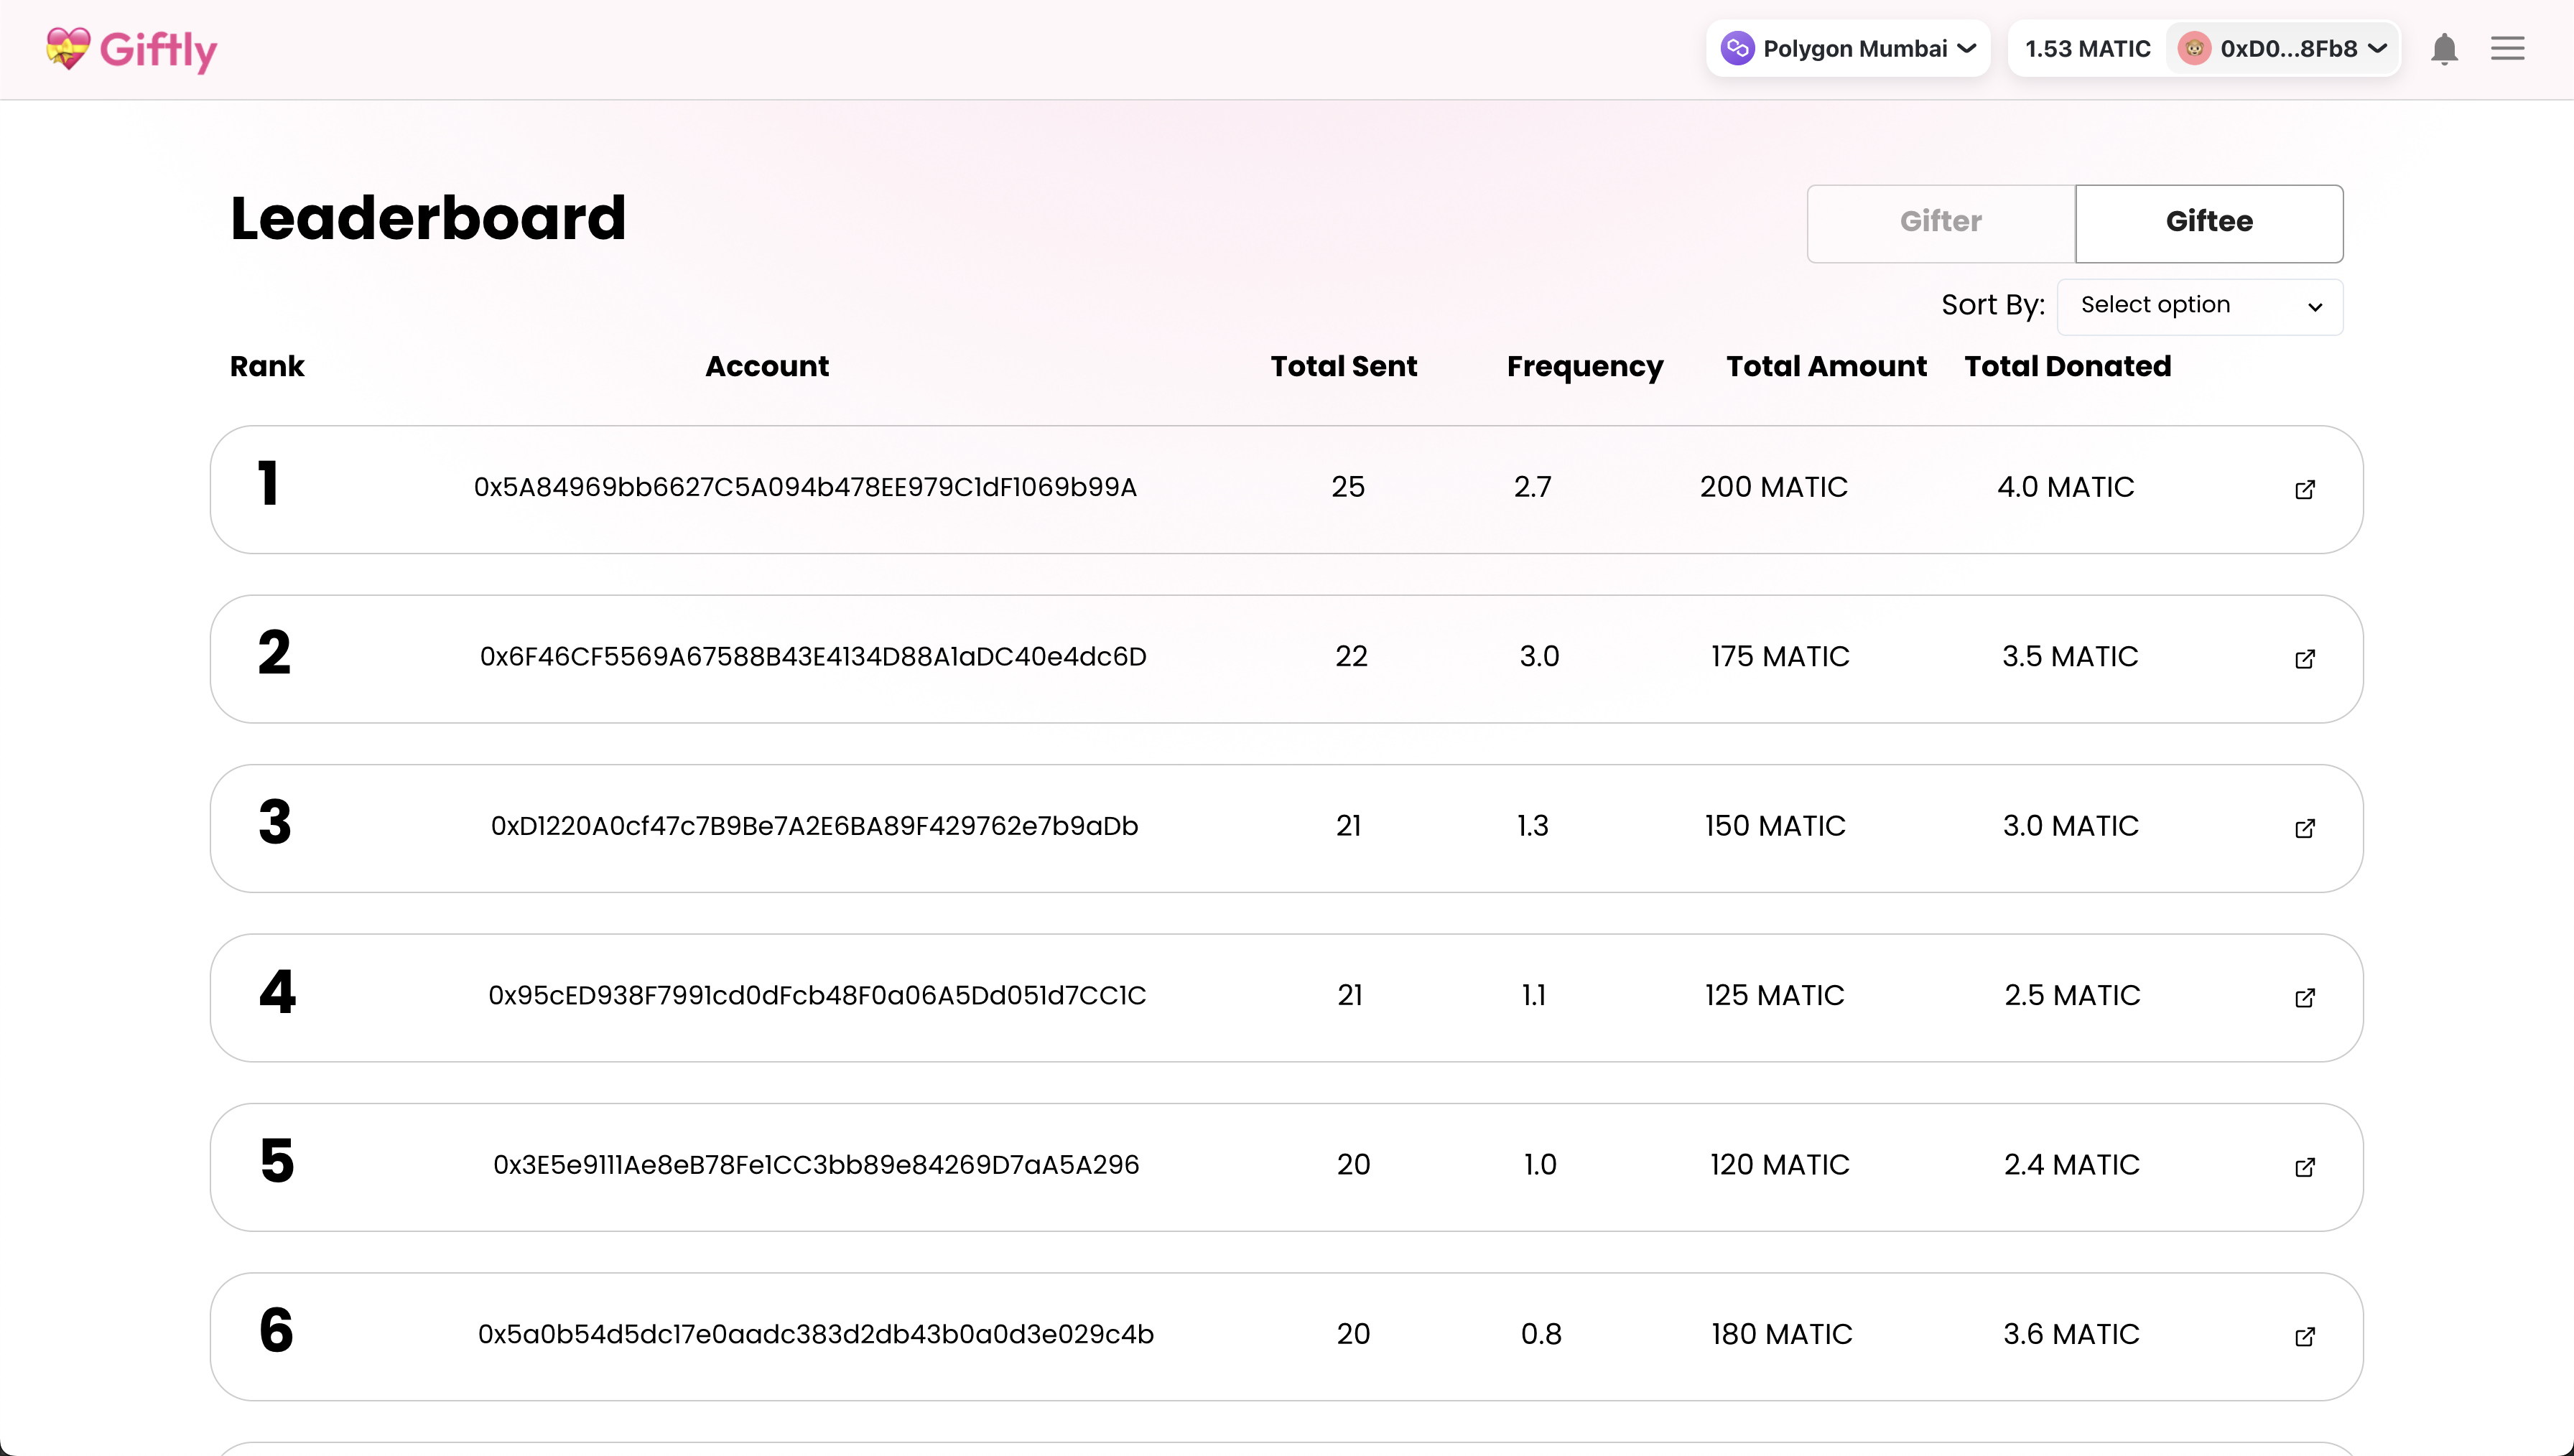 Giftly
Polygon Mumbai
1.53 MATIC
0xD0...8Fb8
Leaderboard
Gifter
Giftee
Sort By:
Select option
Rank Account Total Sent Frequency Total Amount Total Donated
1 0x5A84969bb6627C5A094b478EE979C1dF1069b99A 25 2.7 200 MATIC 4.0 MATIC
2 0x6F46CF5569A67588B43E4134D88A1aDC40e4dc6D 22 3.0 175 MATIC 3.5 MATIC
3 0xD1220A0cf47c7B9Be7A2E6BA89F429762e7b9aDb 21 1.3 150 MATIC 3.0 MATIC
4 0x95cED938F7991cd0dFcb48F0a06A5Dd051d7CC1C 21 1.1 125 MATIC 2.5 MATIC
5 0x3E5e9111Ae8eB78Fe1CC3bb89e84269D7aA5A296 20 1.0 120 MATIC 2.4 MATIC
6 0x5a0b54d5dc17e0aadc383d2db43b0a0d3e029c4b 20 0.8 180 MATIC 3.6 MATIC